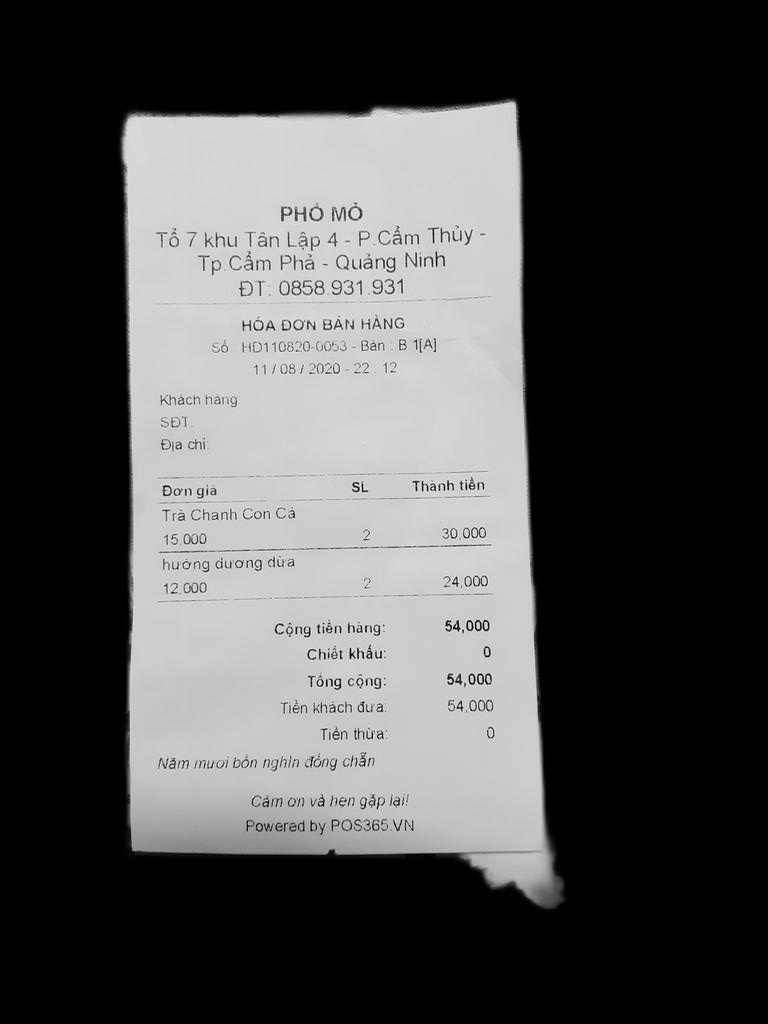 PHỐ MỎ
Tổ 7 khu Tân Lập 4 - P.Cẩm Thủy -
Tp.Cẩm Phả - Quảng Ninh
ĐT: 0858.931.931
HÓA ĐƠN BÁN HÀNG
Số : HD110820-0053 - Bàn : B 1[A]
11 / 08 / 2020 - 22 : 12
Khách hàng:
SĐT:
Địa chỉ:
Đơn giá SL Thành tiền
Trà Chanh Con Cá
15,000 2 30,000
hướng dương dừa
12,000 2 24,000
Cộng tiền hàng: 54,000
Chiết khấu: 0
Tổng cộng: 54,000
Tiền khách đưa: 54,000
Tiền thừa: 0
Năm mươi bốn nghìn đồng chẵn
Cảm ơn và hẹn gặp lại!
Powered by POS365.VN